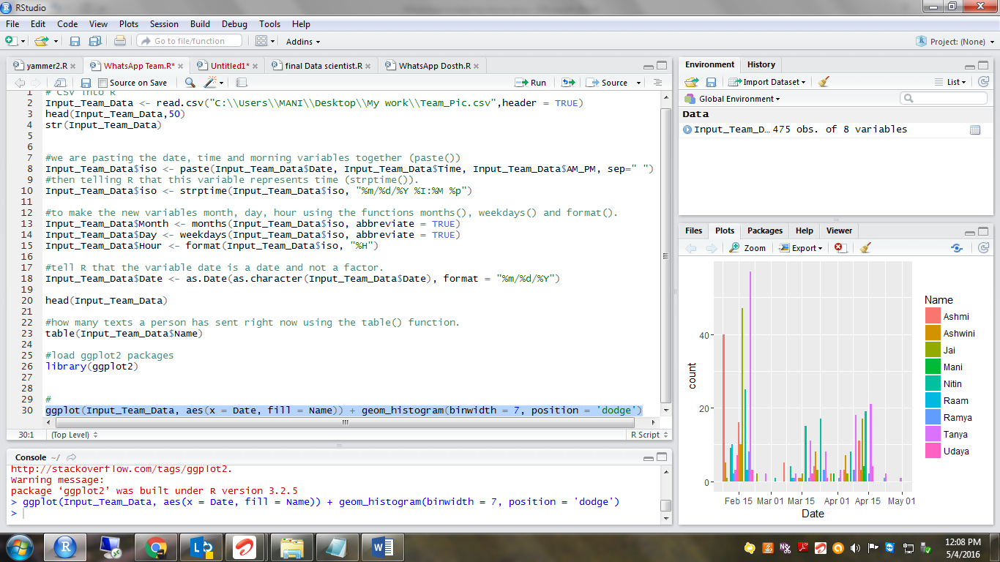 RStudio
File Edit Code View Plots Session Build Debug Tools Help
Go to file/function Addins Project: (None)
yammer2.R WhatsApp Team.R* Untitled1* final Data scientist.R WhatsApp Dosth.R
Source on Save Run Source
1 # CSV into R
2 Input_Team_Data <- read.csv("C:\\Users\\MANI\\Desktop\\My work\\Team_Pic.csv",header = TRUE)
3 head(Input_Team_Data,50)
4 str(Input_Team_Data)
5
6
7 #we are pasting the date, time and morning variables together (paste())
8 Input_Team_Data$iso <- paste(Input_Team_Data$Date, Input_Team_Data$Time, Input_Team_Data$AM_PM, sep=" ")
9 #then telling R that this variable represents time (strptime()).
10 Input_Team_Data$iso <- strptime(Input_Team_Data$iso, "%m/%d/%Y %I:%M %p")
11
12 #to make the new variables month, day, hour using the functions months(), weekdays() and format().
13 Input_Team_Data$Month <- months(Input_Team_Data$iso, abbreviate = TRUE)
14 Input_Team_Data$Day <- weekdays(Input_Team_Data$iso, abbreviate = TRUE)
15 Input_Team_Data$Hour <- format(Input_Team_Data$iso, "%H")
16
17 #tell R that the variable date is a date and not a factor.
18 Input_Team_Data$Date <- as.Date(as.character(Input_Team_Data$Date), format = "%m/%d/%Y")
19
20 head(Input_Team_Data)
21
22 #how many texts a person has sent right now using the table() function.
23 table(Input_Team_Data$Name)
24
25 #load ggplot2 packages
26 library(ggplot2)
27
28
29 #
30 ggplot(Input_Team_Data, aes(x = Date, fill = Name)) + geom_histogram(binwidth = 7, position = 'dodge')
30:1 (Top Level) R Script
Console ~/
http://stackoverflow.com/tags/ggplot2.
Warning message:
package ‘ggplot2’ was built under R version 3.2.5
> ggplot(Input_Team_Data, aes(x = Date, fill = Name)) + geom_histogram(binwidth = 7, position = 'dodge')
>
Environment History
Import Dataset List
Global Environment
Data
Input_Team_D… 475 obs. of 8 variables
Files Plots Packages Help Viewer
Zoom Export
count
40
20
0
Feb 15 Mar 01 Mar 15 Apr 01 Apr 15 May 01
Date
Name
Ashmi
Ashwini
Jai
Mani
Nitin
Raam
Ramya
Tanya
Udaya
12:08 PM
5/4/2016